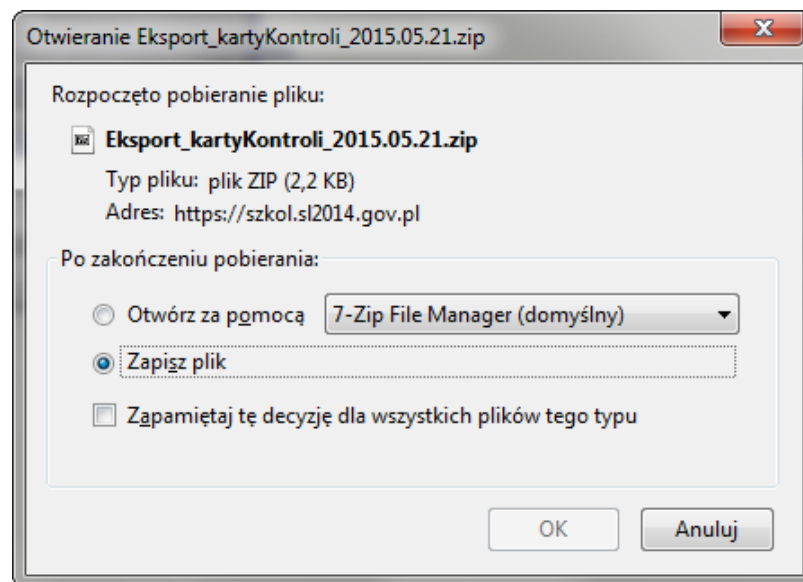 Otwieranie Eksport_kartyKontroli_2015.05.21.zip
X
Rozpoczęto pobieranie pliku:
Eksport_kartyKontroli_2015.05.21.zip
Typ pliku: plik ZIP (2,2 KB)
Adres: https://szkol.sl2014.gov.pl
Po zakończeniu pobierania:
Otwórz za pomocą 7-Zip File Manager (domyślny)
Zapisz plik
Zapamiętaj tę decyzję dla wszystkich plików tego typu
OK Anuluj